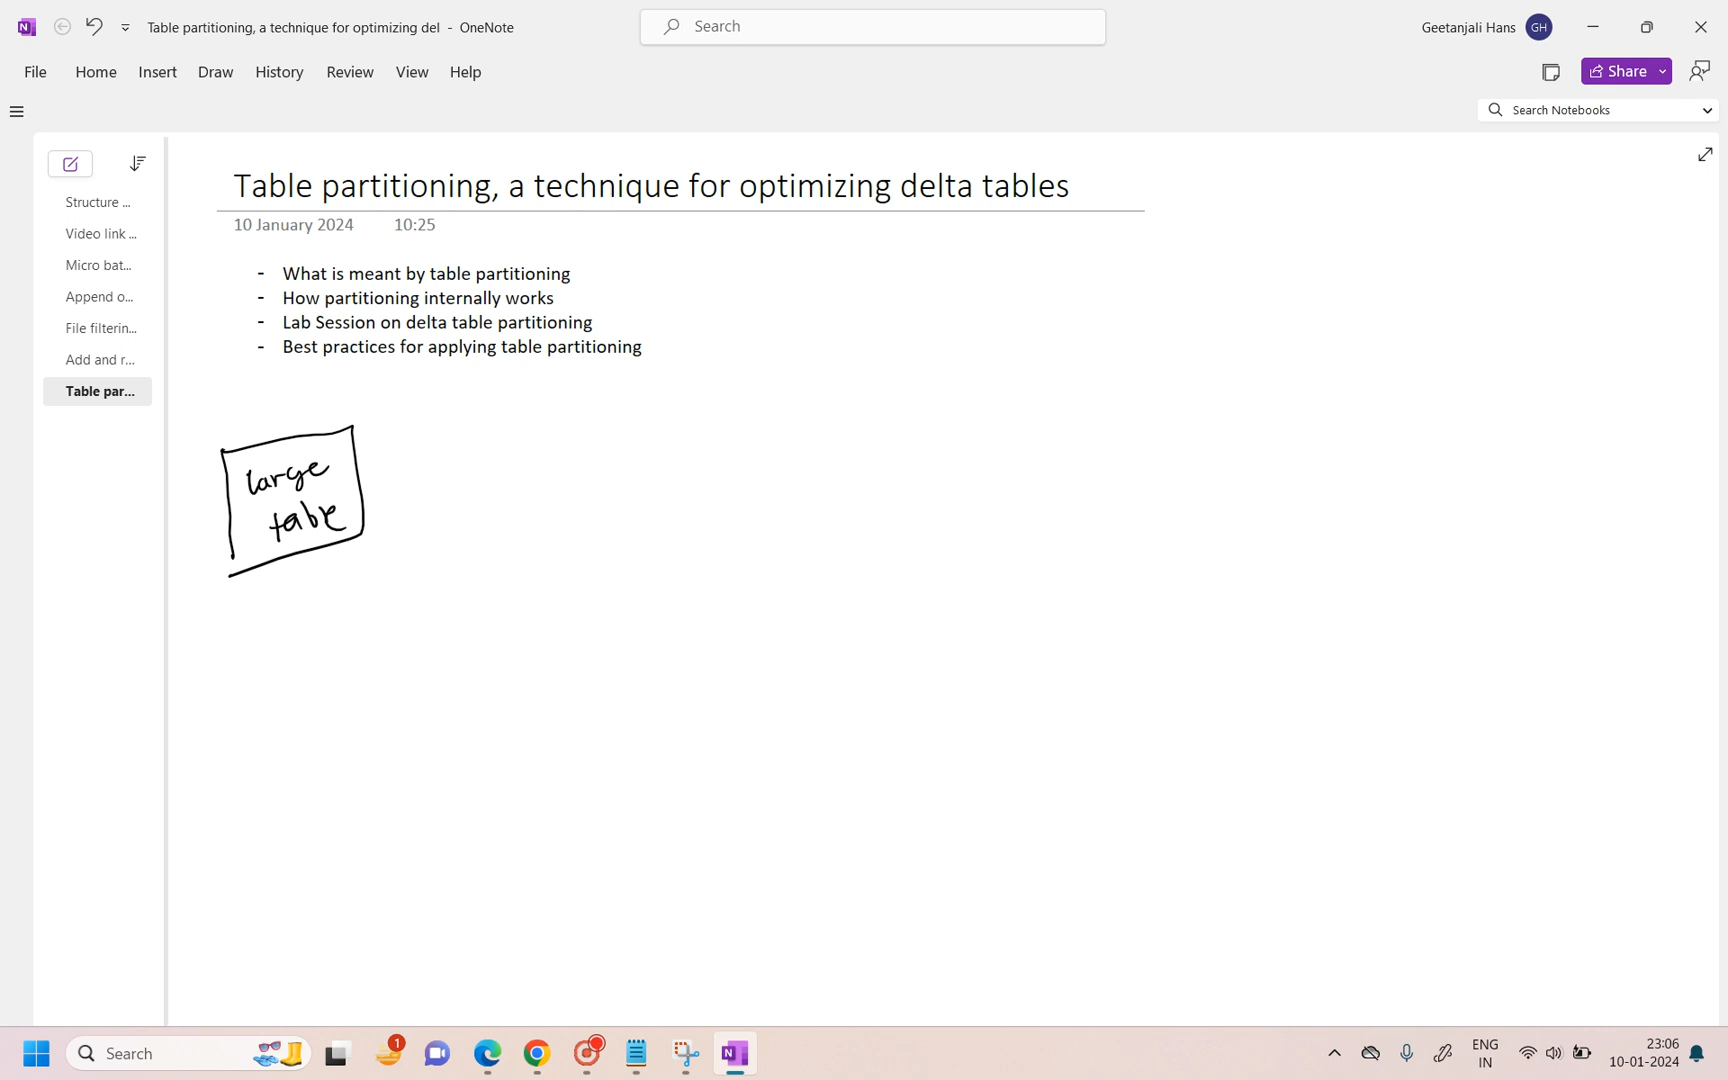 Table partitioning, a technique for optimizing del - OneNote
Search
Geetanjali Hans
GH
File
Home
Insert
Draw
History
Review
View
Help
Share
Search Notebooks
Structure ...
Video link ...
Micro bat...
Append o...
File filterin...
Add and r...
Table par...
Table partitioning, a technique for optimizing delta tables
10 January 2024 10:25
- What is meant by table partitioning
- How partitioning internally works
- Lab Session on delta table partitioning
- Best practices for applying table partitioning
large
table
Search
1
ENG
IN
23:06
10-01-2024